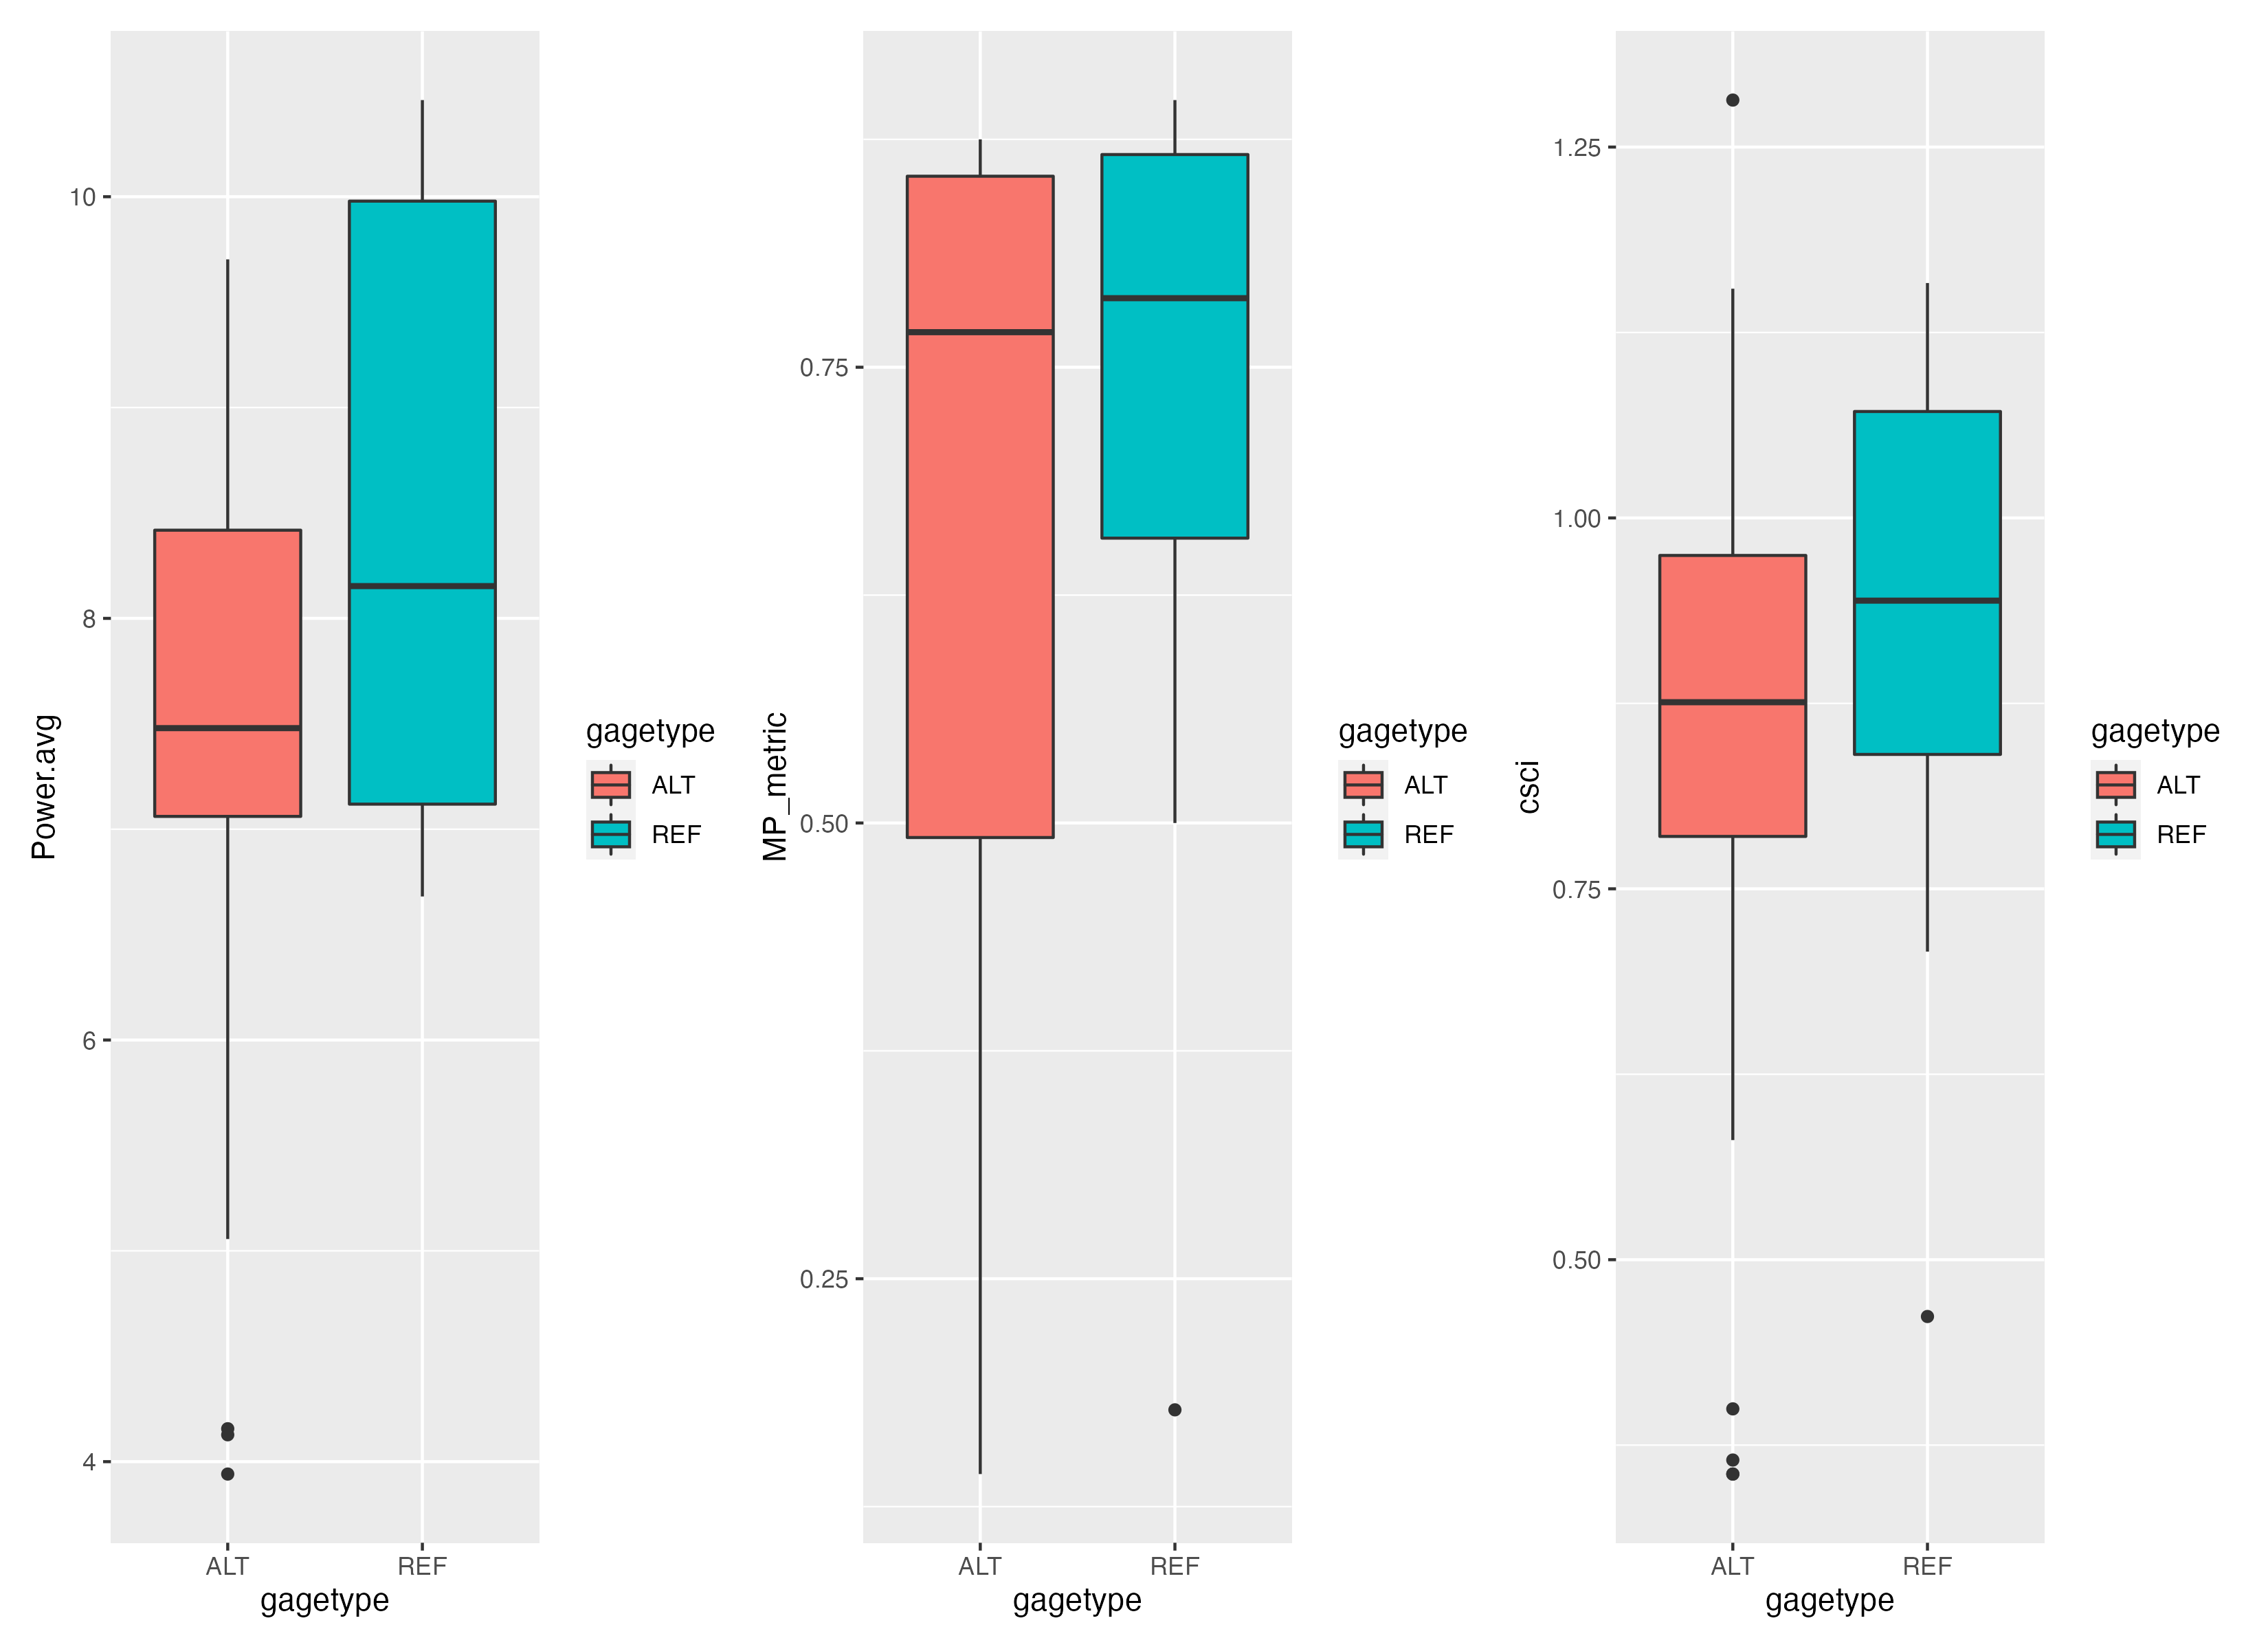 Power.avg
10
8
6
4
ALT REF
gagetype
gagetype
ALT
REF
MP_metric
0.75
0.50
0.25
ALT REF
gagetype
gagetype
ALT
REF
csci
1.25
1.00
0.75
0.50
ALT REF
gagetype
gagetype
ALT
REF